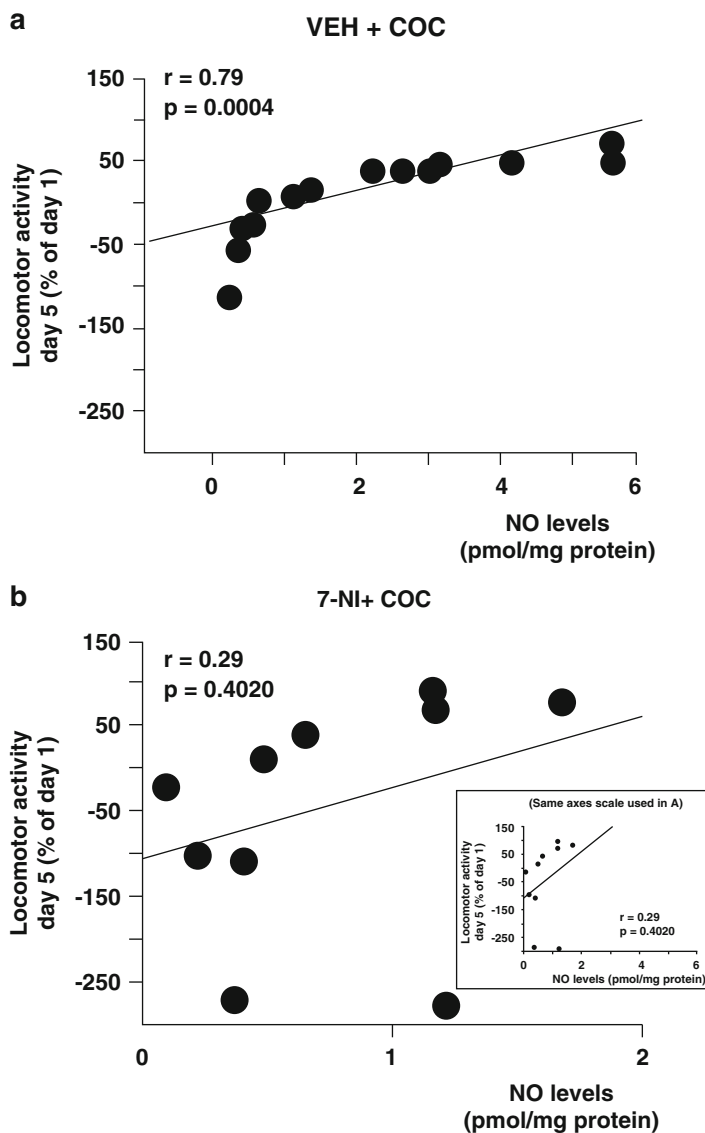 a
VEH + COC
r = 0.79
p = 0.0004
150
50
-50
-150
-250
Locomotor activity
day 5 (% of day 1)
0 2 4 6
NO levels
(pmol/mg protein)
b
7-NI+ COC
r = 0.29
p = 0.4020
150
50
-50
-150
-250
Locomotor activity
day 5 (% of day 1)
(Same axes scale used in A)
150
50
-50
-150
-250
Locomotor activity
day 5 (% of day 1)
r = 0.29
p = 0.4020
0 2 4 6
NO levels (pmol/mg protein)
0 1 2
NO levels
(pmol/mg protein)